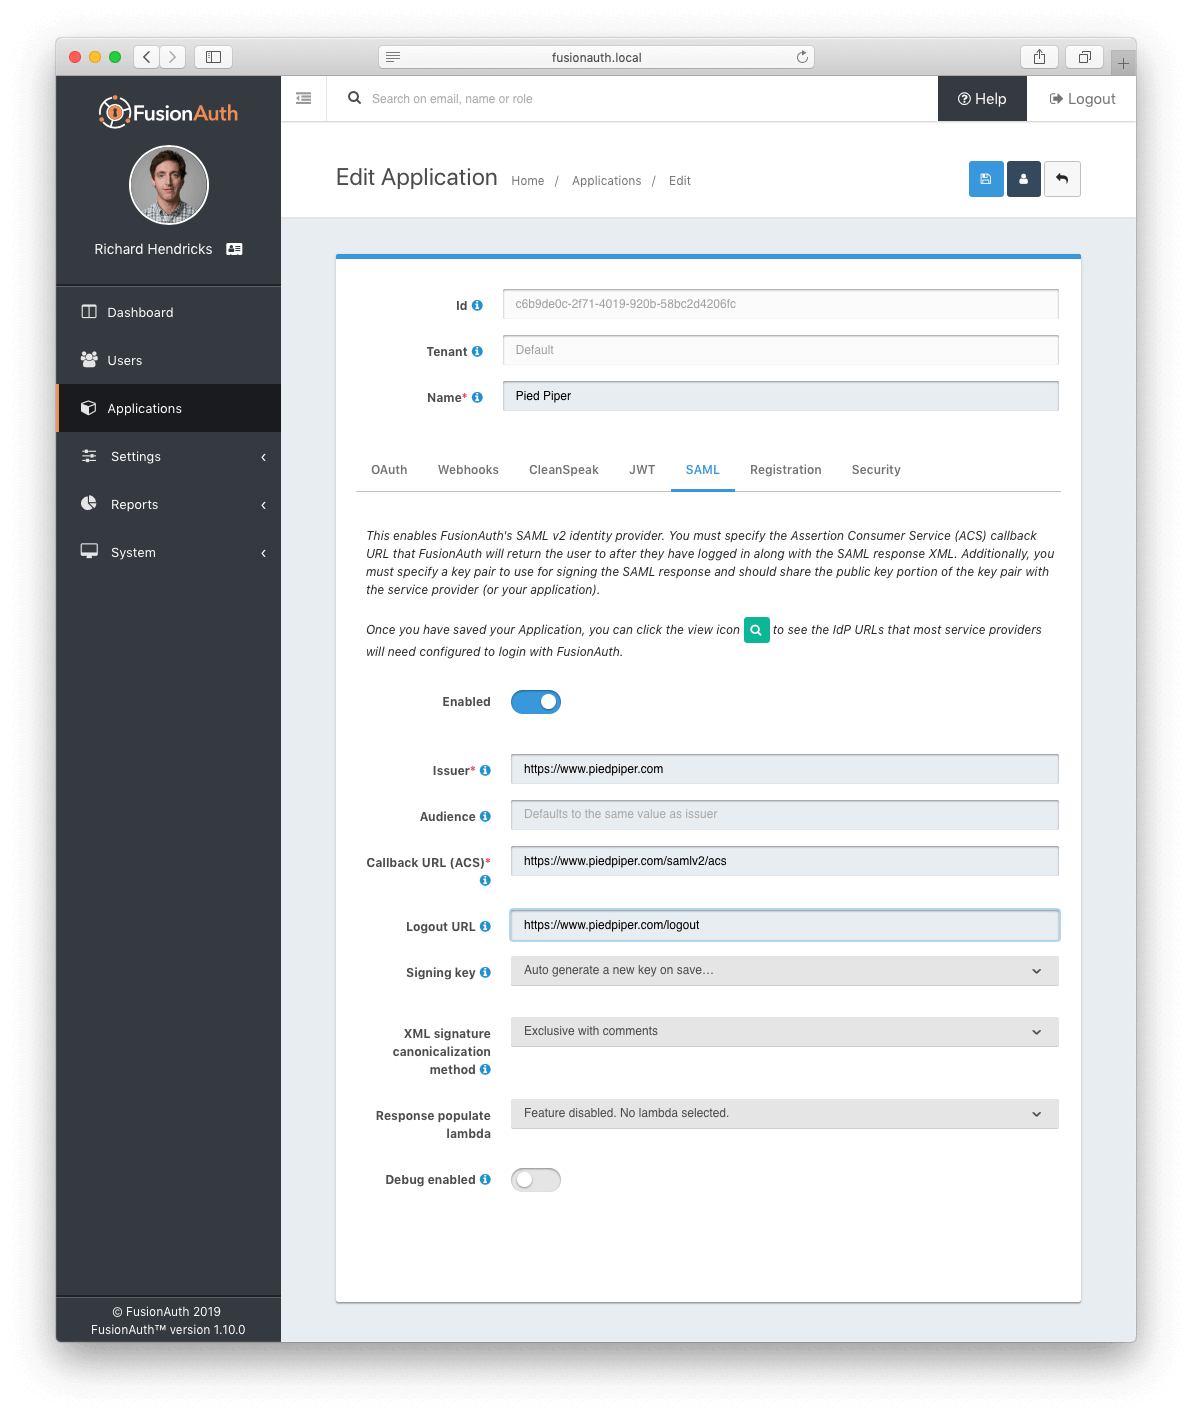 fusionauth.local
FusionAuth
Search on email, name or role
Help
Logout
Richard Hendricks
Edit Application
Home / Applications / Edit
Dashboard
Users
Applications
Settings
Reports
System
Id
c6b9de0c-2f71-4019-920b-58bc2d4206fc
Tenant
Default
Name*
Pied Piper
OAuth
Webhooks
CleanSpeak
JWT
SAML
Registration
Security
This enables FusionAuth's SAML v2 identity provider. You must specify the Assertion Consumer Service (ACS) callback
URL that FusionAuth will return the user to after they have logged in along with the SAML response XML. Additionally, you
must specify a key pair to use for signing the SAML response and should share the public key portion of the key pair with
the service provider (or your application).
Once you have saved your Application, you can click the view icon to see the IdP URLs that most service providers
will need configured to login with FusionAuth.
Enabled
Issuer*
https://www.piedpiper.com
Audience
Defaults to the same value as issuer
Callback URL (ACS)*
https://www.piedpiper.com/samlv2/acs
Logout URL
https://www.piedpiper.com/logout
Signing key
Auto generate a new key on save…
XML signature
canonicalization
method
Exclusive with comments
Response populate
lambda
Feature disabled. No lambda selected.
Debug enabled
© FusionAuth 2019
FusionAuth™ version 1.10.0